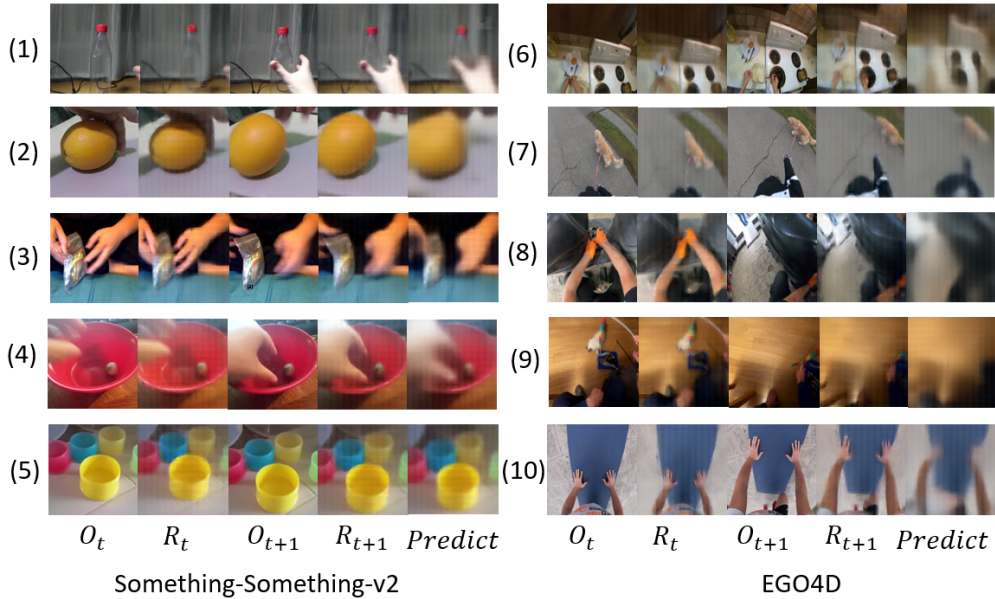 (1)
(2)
(3)
(4)
(5)
O_t R_t O_{t+1} R_{t+1} Predict
Something-Something-v2
(6)
(7)
(8)
(9)
(10)
O_t R_t O_{t+1} R_{t+1} Predict
EGO4D